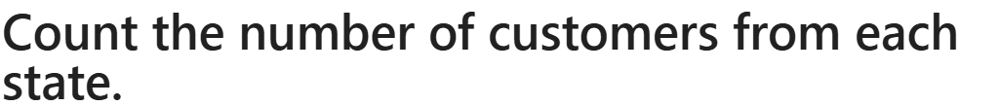 Count the number of customers from each
state.